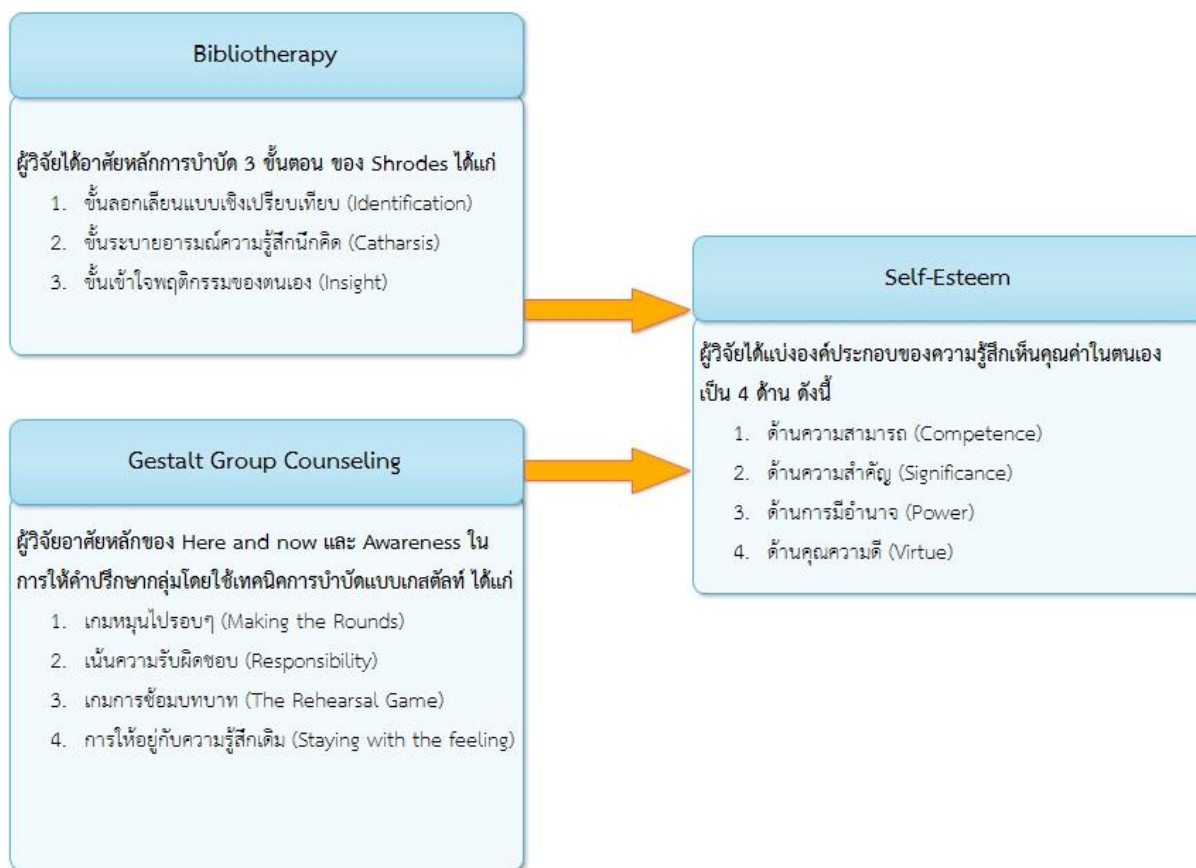 Bibliotherapy
ผู้วิจัยได้อาศัยหลักการบำบัด 3 ขั้นตอน ของ Shrodes ได้แก่
1. ขั้นลอกเลียนแบบเชิงเปรียบเทียบ (Identification)
2. ขั้นระบายอารมณ์ความรู้สึกนึกคิด (Catharsis)
3. ขั้นเข้าใจพฤติกรรมของตนเอง (Insight)
Gestalt Group Counseling
ผู้วิจัยอาศัยหลักของ Here and now และ Awareness ใน
การให้คำปรึกษากลุ่มโดยใช้เทคนิคการบำบัดแบบเกสตัลท์ ได้แก่
1. เกมหมุนไปรอบๆ (Making the Rounds)
2. เน้นความรับผิดชอบ (Responsibility)
3. เกมการซ้อมบทบาท (The Rehearsal Game)
4. การให้อยู่กับความรู้สึกเดิม (Staying with the feeling)
Self-Esteem
ผู้วิจัยได้แบ่งองค์ประกอบของความรู้สึกเห็นคุณค่าในตนเอง
เป็น 4 ด้าน ดังนี้
1. ด้านความสามารถ (Competence)
2. ด้านความสำคัญ (Significance)
3. ด้านการมีอำนาจ (Power)
4. ด้านคุณความดี (Virtue)